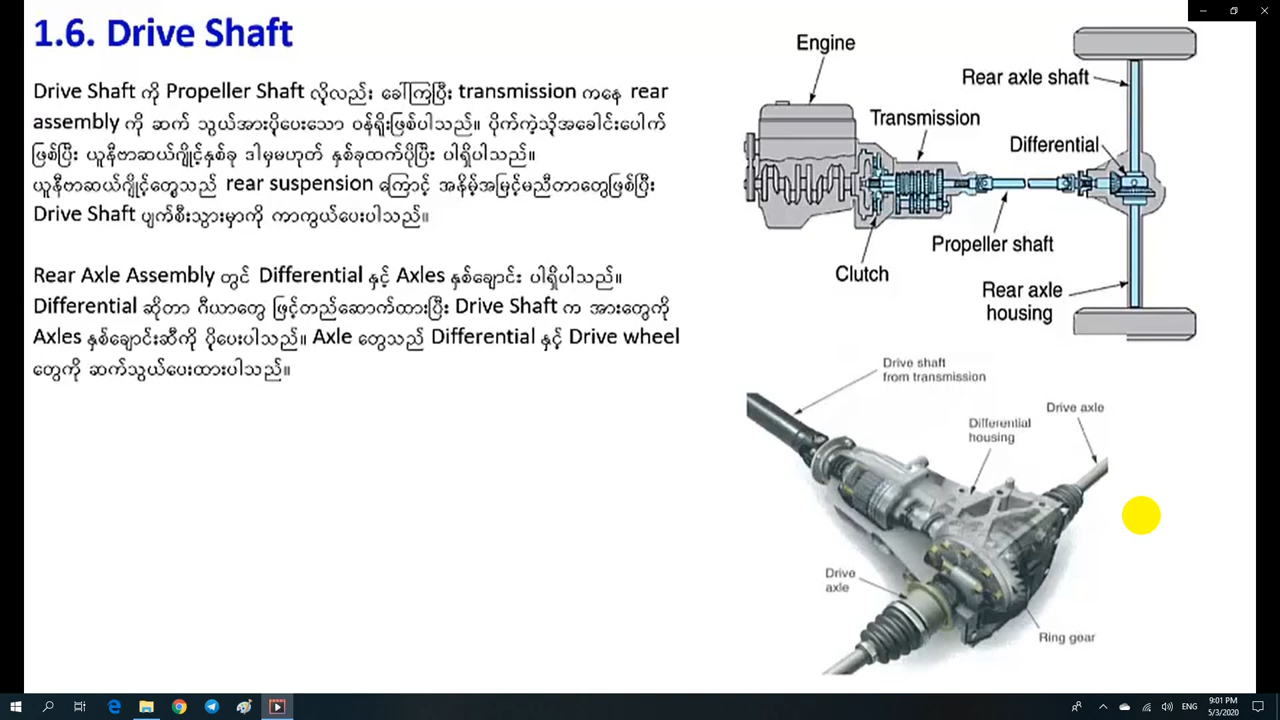 1.6. Drive Shaft
Drive Shaft ကို Propeller Shaft လို့လည်း ခေါ်ကြပြီး transmission ကနေ rear
assembly ကို ဆက် သွယ်အားပို့ပေးသော ဝန်ရိုးဖြစ်ပါသည်။ ပိုက်ကဲ့သို့အခေါင်းပေါက်
ဖြစ်ပြီး ယူနီဗာဆယ်ဂျိုင့်နှစ်ခု ဒါမှမဟုတ် နှစ်ခုထက်ပိုပြီး ပါရှိပါသည်။
ယူနီဗာဆယ်ဂျိုင့်တွေသည် rear suspension ကြောင့် အနိမ့်အမြင့်မညီတာတွေဖြစ်ပြီး
Drive Shaft ပျက်စီးသွားမှာကို ကာကွယ်ပေးပါသည်။
Rear Axle Assembly တွင် Differential နှင့် Axles နှစ်ချောင်း ပါရှိပါသည်။
Differential ဆိုတာ ဂီယာတွေ ဖြင့်တည်ဆောက်ထားပြီး Drive Shaft က အားတွေကို
Axles နှစ်ချောင်းဆီကို ပို့ပေးပါသည်။ Axle တွေသည် Differential နှင့် Drive wheel
တွေကို ဆက်သွယ်ပေးထားပါသည်။
Engine
Rear axle shaft
Transmission
Differential
Propeller shaft
Clutch
Rear axle
housing
Drive shaft
from transmission
Drive axle
Differential
housing
Drive
axle
Ring gear
ENG
9:01 PM
5/3/2020